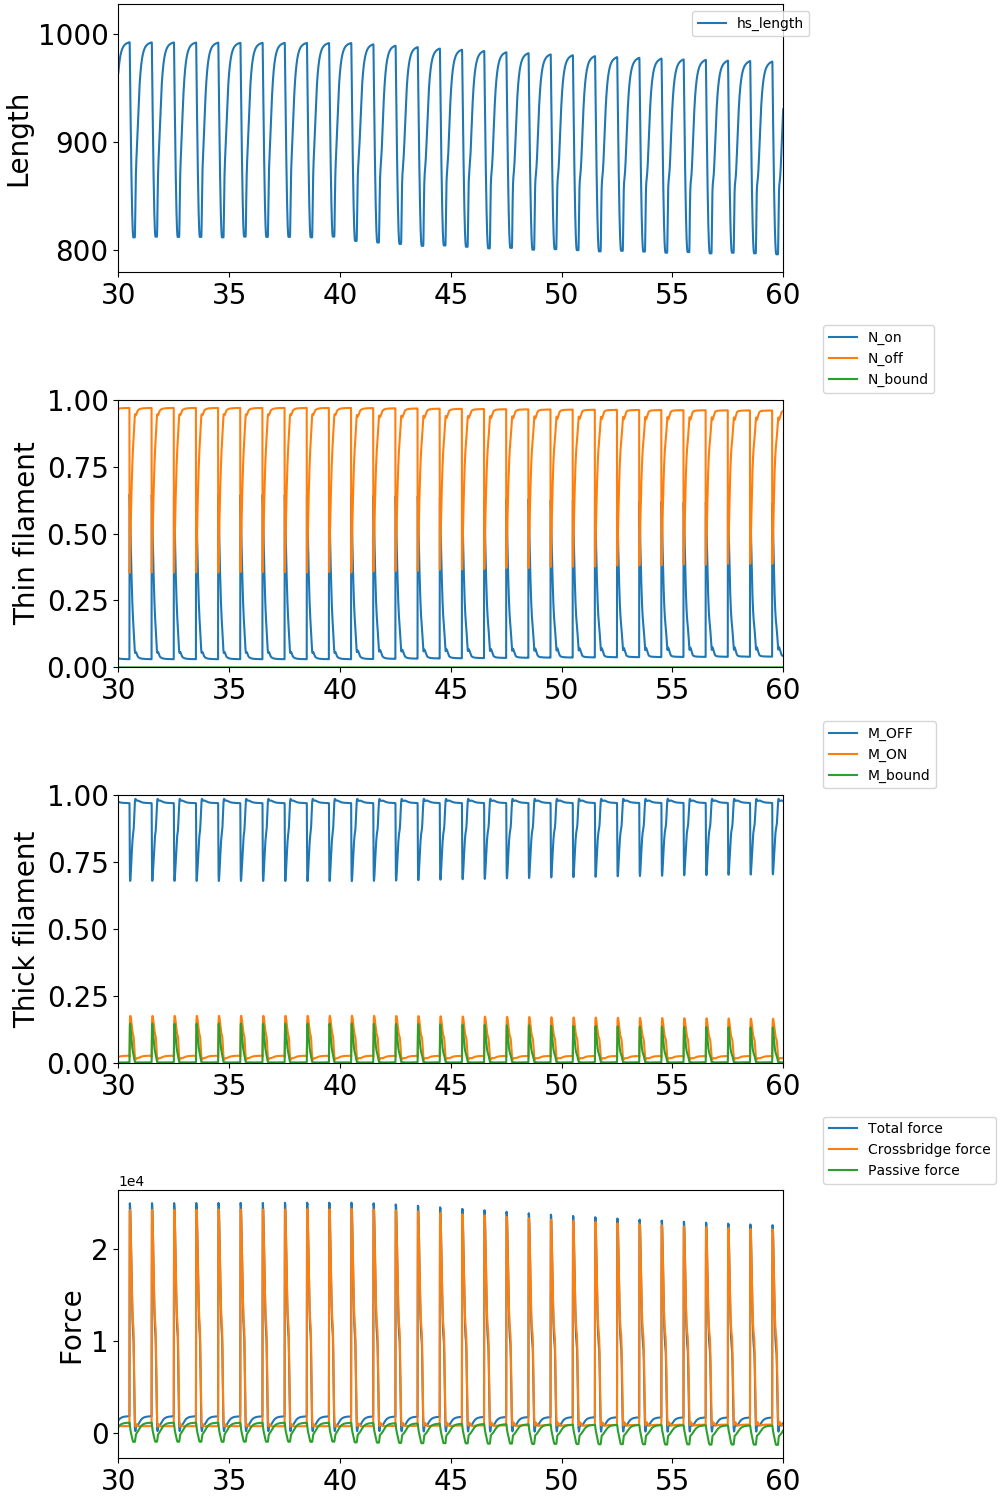 hs_length
Length
1000
900
800
30 35 40 45 50 55 60
N_on
N_off
N_bound
Thin filament
1.00
0.75
0.50
0.25
0.00
30 35 40 45 50 55 60
M_OFF
M_ON
M_bound
Thick filament
1.00
0.75
0.50
0.25
0.00
30 35 40 45 50 55 60
Total force
Crossbridge force
Passive force
1e4
Force
2
1
0
30 35 40 45 50 55 60